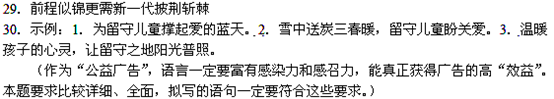 29. 前程似锦更需新一代披荆斩棘
30. 示例：1. 为留守儿童撑起爱的蓝天。2. 雪中送炭三春暖，留守儿童盼关爱。3. 温暖
孩子的心灵，让留守之地阳光普照。
（作为“公益广告”，语言一定要富有感染力和感召力，能真正获得广告的高“效益”。
本题要求比较详细、全面，拟写的语句一定要符合这些要求。）